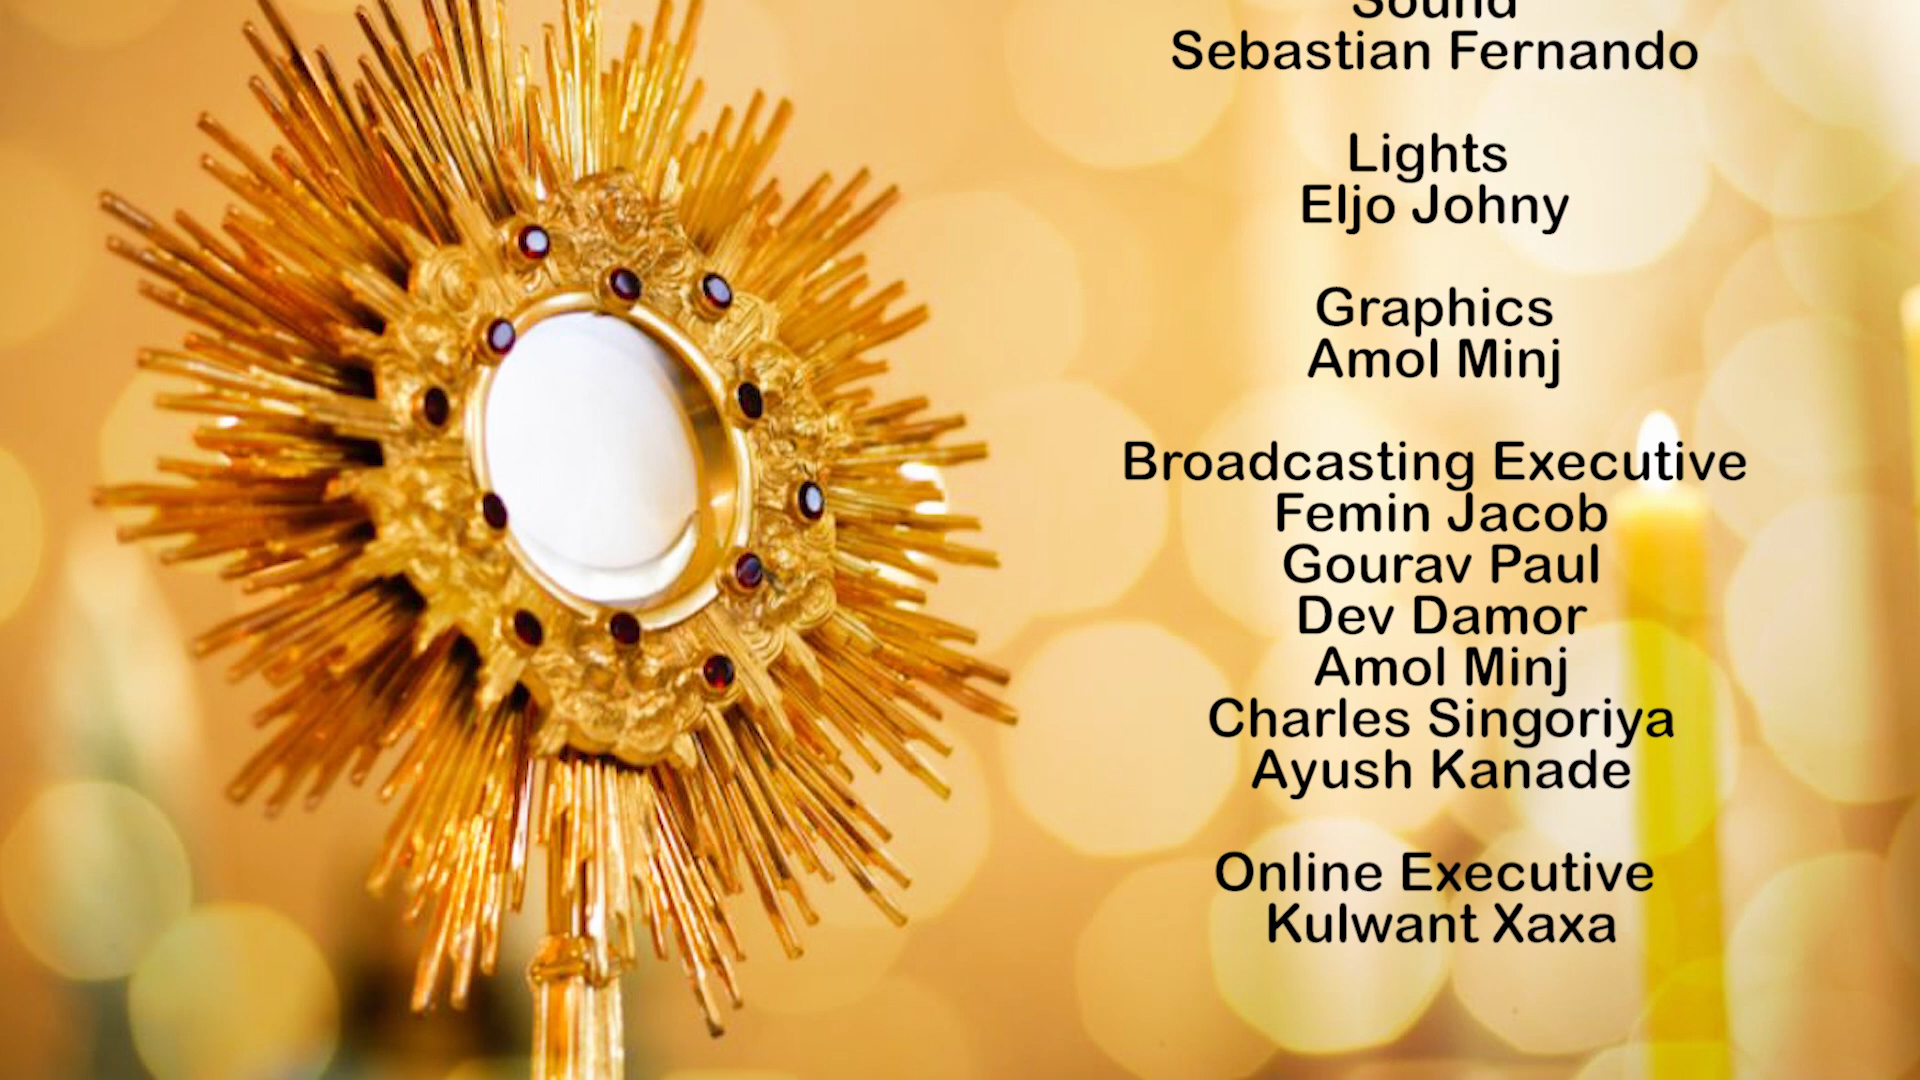 Sound
Sebastian Fernando
Lights
Eljo Johny
Graphics
Amol Minj
Broadcasting Executive
Femin Jacob
Gourav Paul
Dev Damor
Amol Minj
Charles Singoriya
Ayush Kanade
Online Executive
Kulwant Xaxa